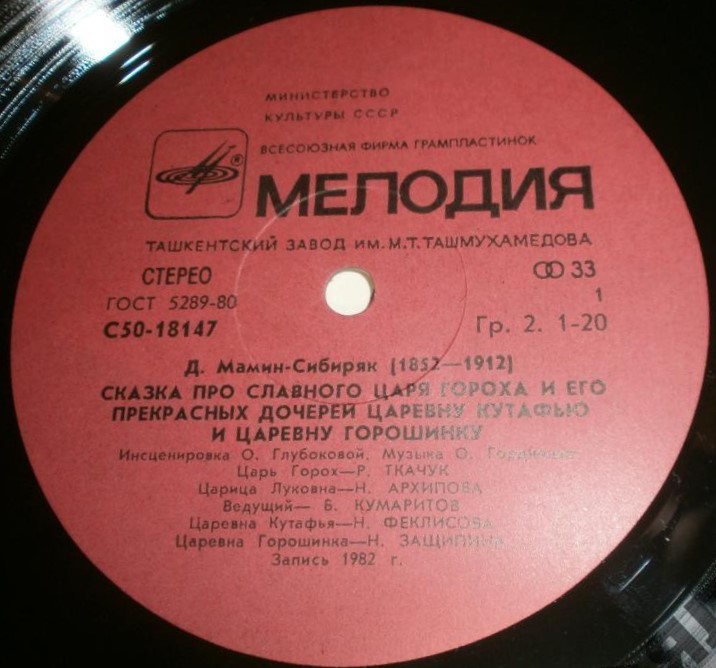 МИНИСТЕРСТВО
КУЛЬТУРЫ СССР
ВСЕСОЮЗНАЯ ФИРМА ГРАМПЛАСТИНОК
®
МЕЛОДИЯ
ТАШКЕНТСКИЙ ЗАВОД ИМ. М.Т. ТАШМУХАМЕДОВА
СТЕРЕО
33
ГОСТ 5289-80
1
С50-18147
Гр. 2. 1-20
Д. Мамин-Сибиряк [1852—1912]
СКАЗКА ПРО СЛАВНОГО ЦАРЯ ГОРОХА И ЕГО
ПРЕКРАСНЫХ ДОЧЕРЕЙ ЦАРЕВНУ КУТАФЬЮ
И ЦАРЕВНУ ГОРОШИНКУ
Инсценировка О. Глубоковой. Музыка О.
Царь Горох—Р. ТКАЧУК
Царица Луковна—Н. АРХИПОВА
Ведущий— Б. КУМАРИТОВ
Царевна Кутафья—Н. ФЕКЛИСОВА
Царевна Горошинка—Н. ЗАЩИПИНА
Запись 1982 г.